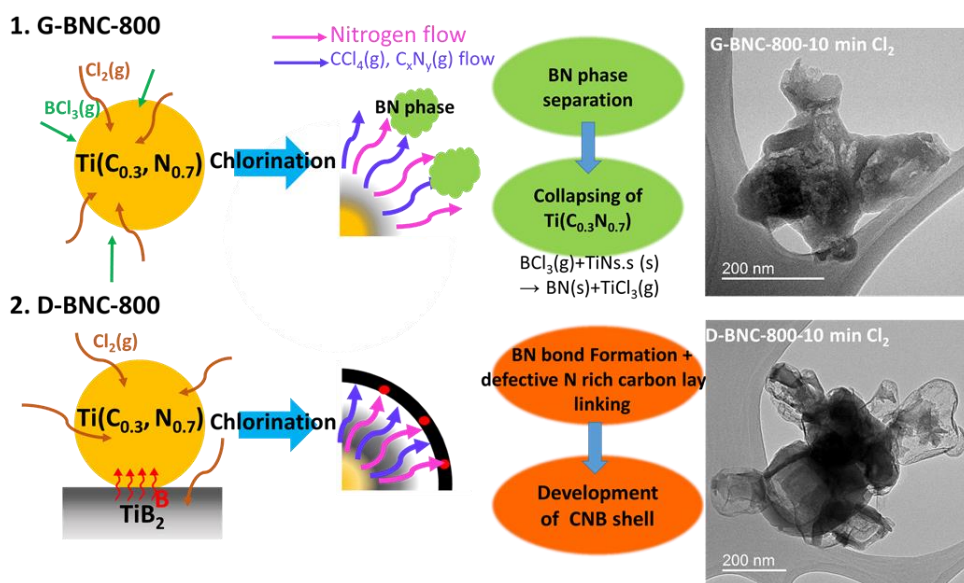 1. G-BNC-800
Cl₂(g)
BCl₃(g)
Ti(C₀.₃, N₀.₇)
Chlorination
Nitrogen flow
CCl₄(g), CₓNᵧ(g) flow
BN phase
BN phase
separation
Collapsing of
Ti(C₀.₃N₀.₇)
BCl₃(g)+TiNs.s (s)
→ BN(s)+TiCl₃(g)
G-BNC-800-10 min Cl₂
200 nm
2. D-BNC-800
Cl₂(g)
Ti(C₀.₃, N₀.₇)
B
TiB₂
Chlorination
BN bond Formation +
defective N rich carbon lay
linking
Development
of CNB shell
D-BNC-800-10 min Cl₂
200 nm